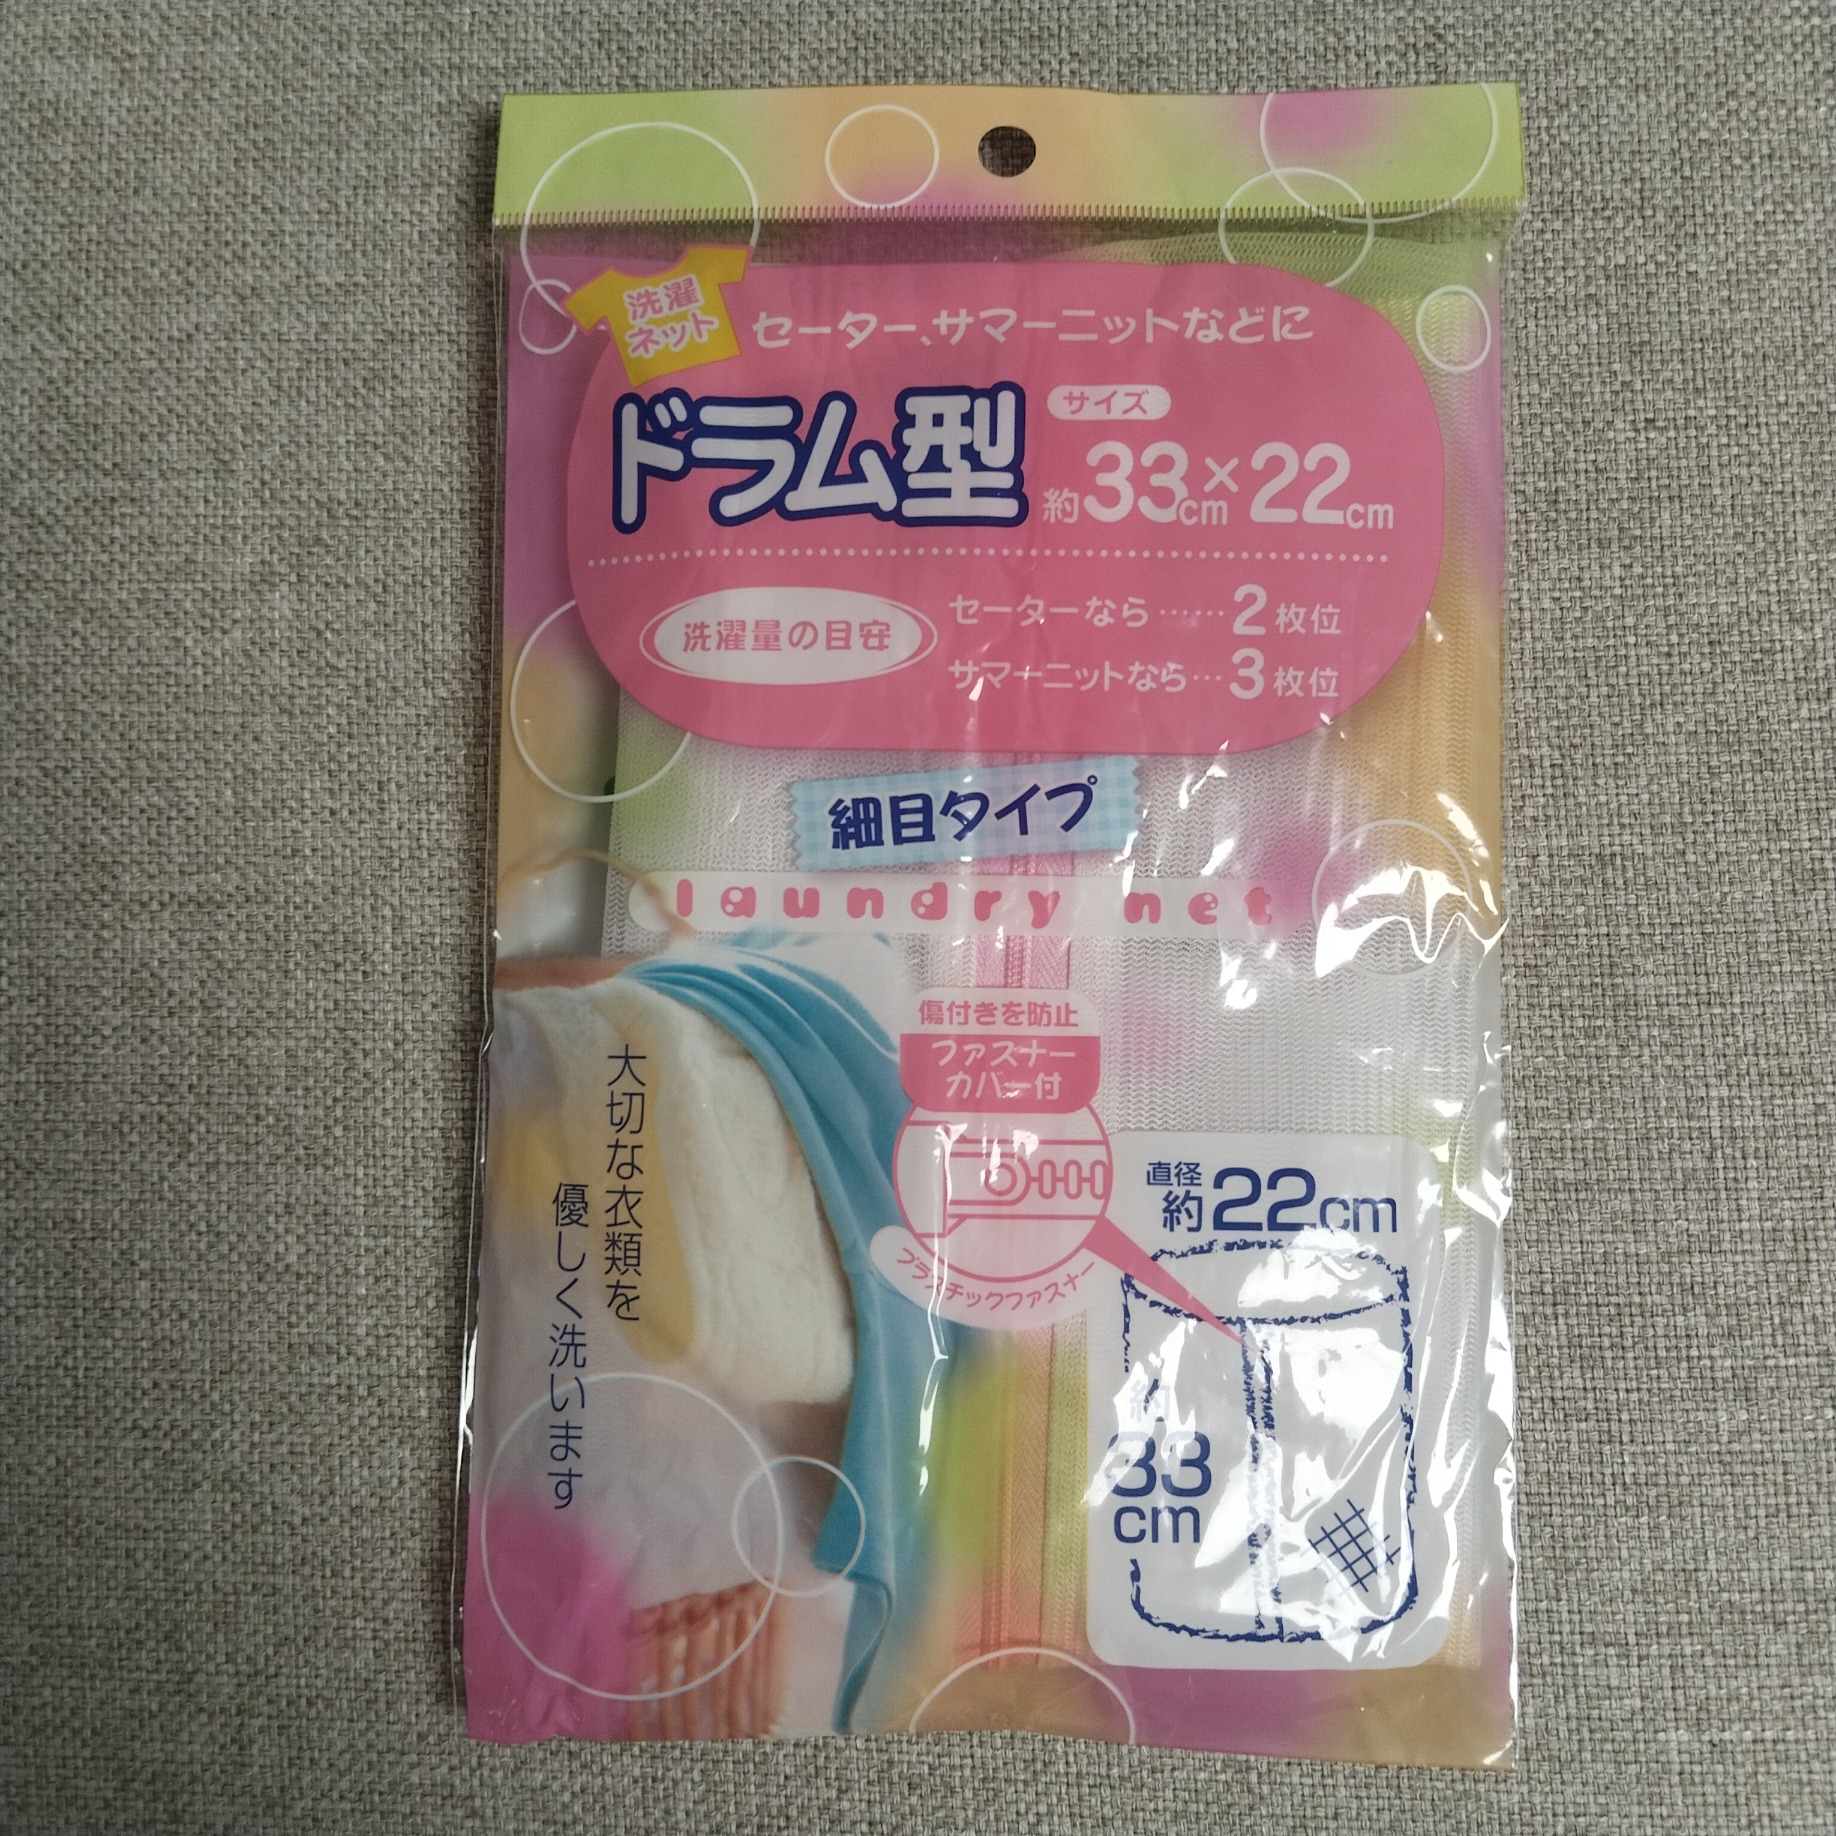 洗濯
ネット
セーター、サマーニットなどに
ドラム型
サイズ
約33cm×22cm
洗濯量の目安
セーターなら……2枚位
サマーニットなら…3枚位
細目タイプ
laundry net
傷付きを防止
ファスナー
カバー付
プラスチックファスナー
大切な衣類を
優しく洗います
直径
約22cm
約
33
cm